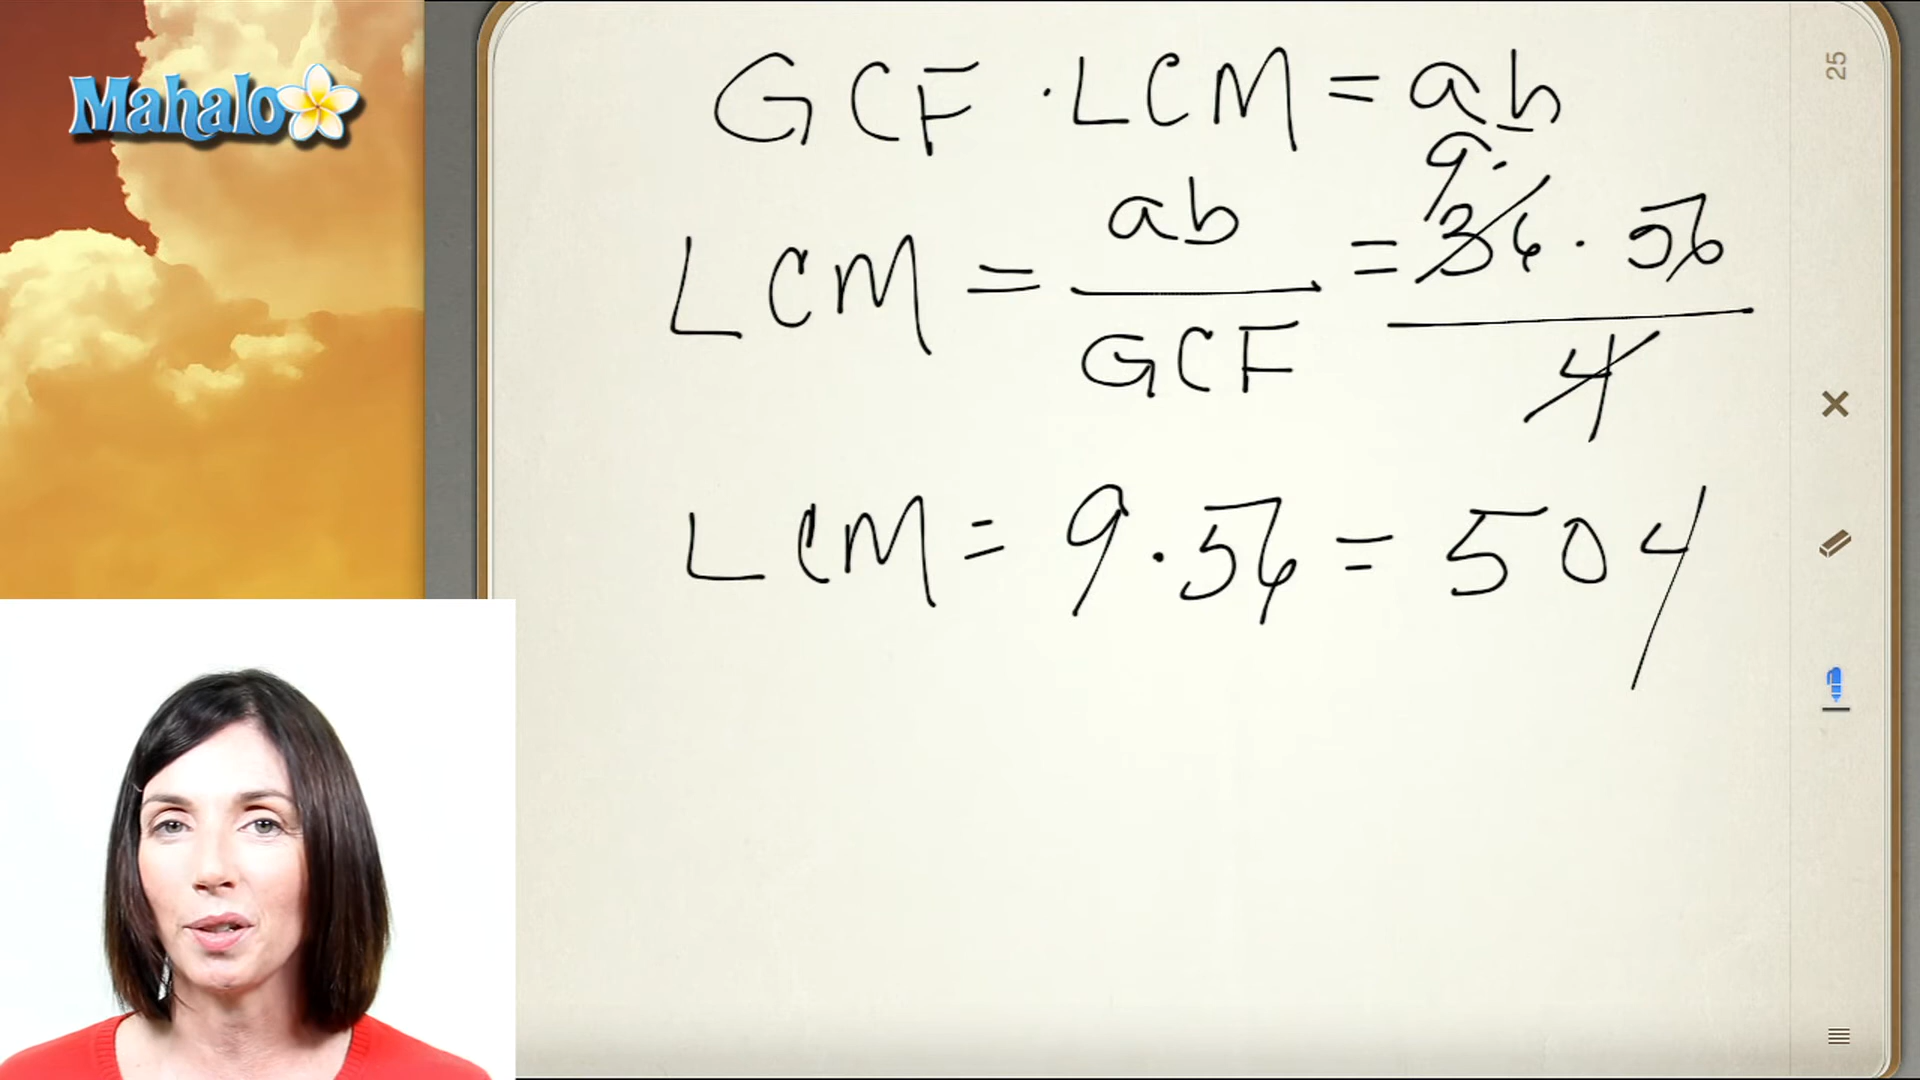 Mahalo
25
GCF · LCM = ab
9 ·
LCM = ab / GCF = 36 · 56 / 4
LCM = 9 · 56 = 504